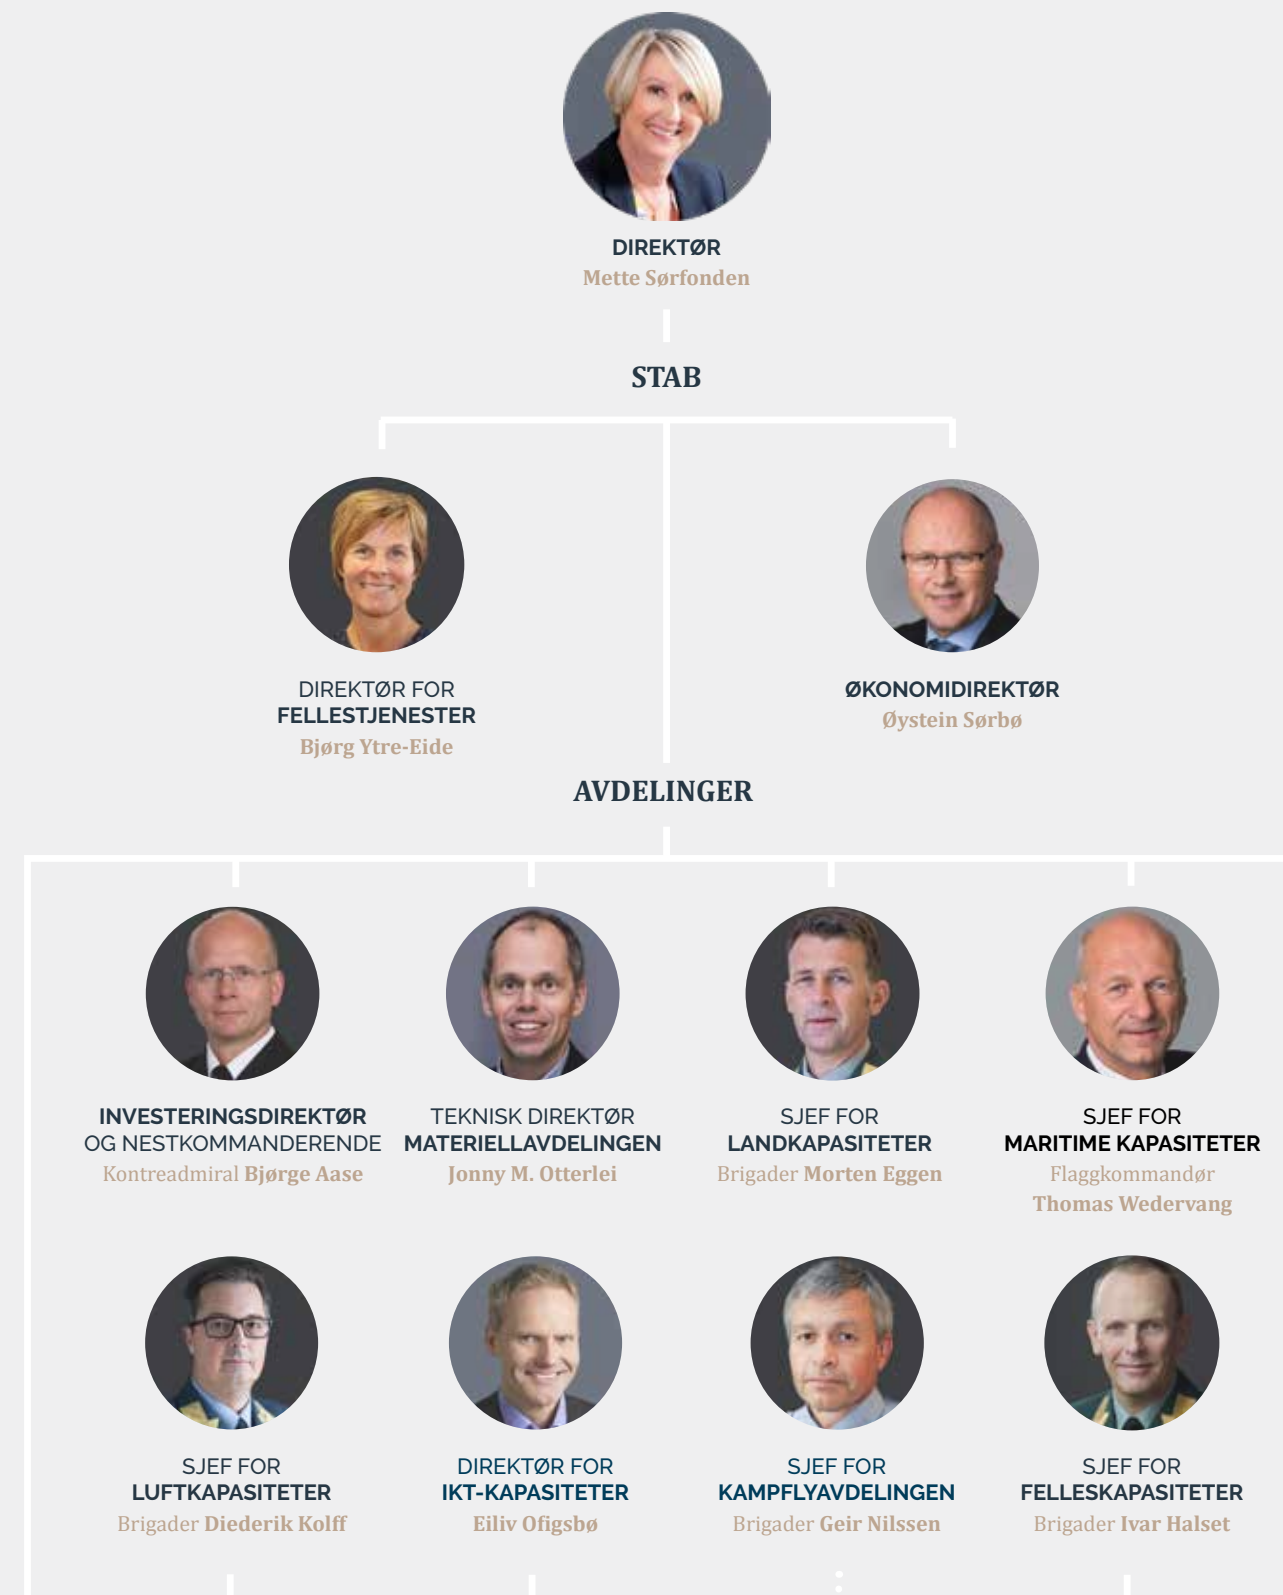 DIREKTØR
Mette Sørfonden
STAB
DIREKTØR FOR
FELLESTJENESTER
Bjørg Ytre-Eide
ØKONOMIDIREKTØR
Øystein Sørbø
AVDELINGER
INVESTERINGSDIREKTØR
OG NESTKOMMANDERENDE
Kontreadmiral Bjørge Aase
TEKNISK DIREKTØR
MATERIELLAVDELINGEN
Jonny M. Otterlei
SJEF FOR
LANDKAPASITETER
Brigader Morten Eggen
SJEF FOR
MARITIME KAPASITETER
Flaggkommandør
Thomas Wedervang
SJEF FOR
LUFTKAPASITETER
Brigader Diederik Kolff
DIREKTØR FOR
IKT-KAPASITETER
Eiliv Ofigsbø
SJEF FOR
KAMPFLYAVDELINGEN
Brigader Geir Nilssen
SJEF FOR
FELLESKAPASITETER
Brigader Ivar Halset